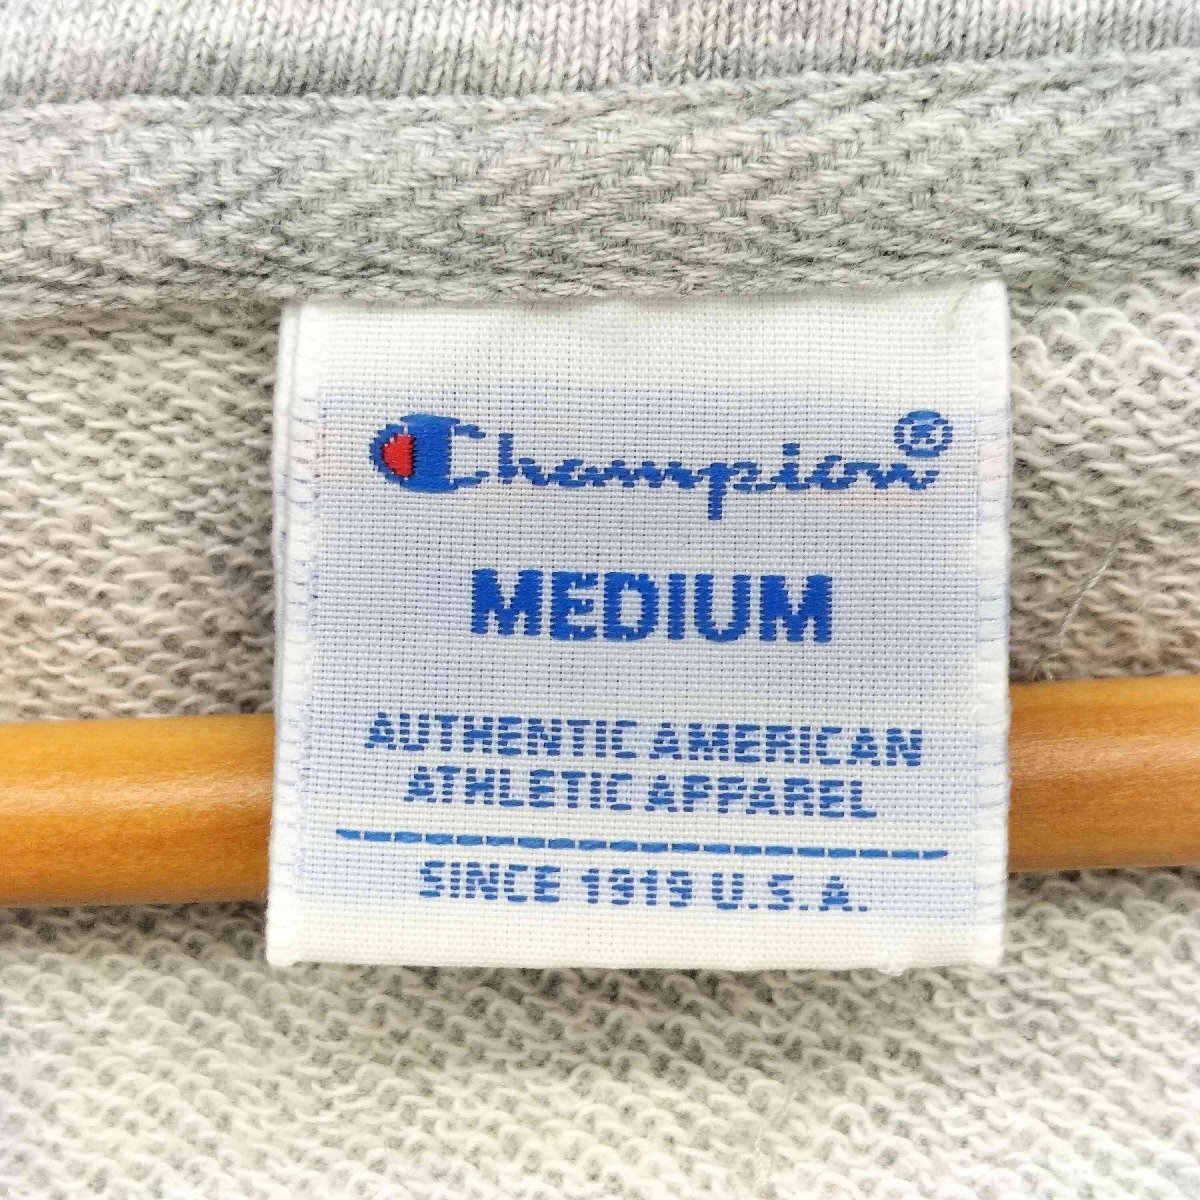 Champion®
MEDIUM
AUTHENTIC AMERICAN
ATHLETIC APPAREL
SINCE 1919 U.S.A.